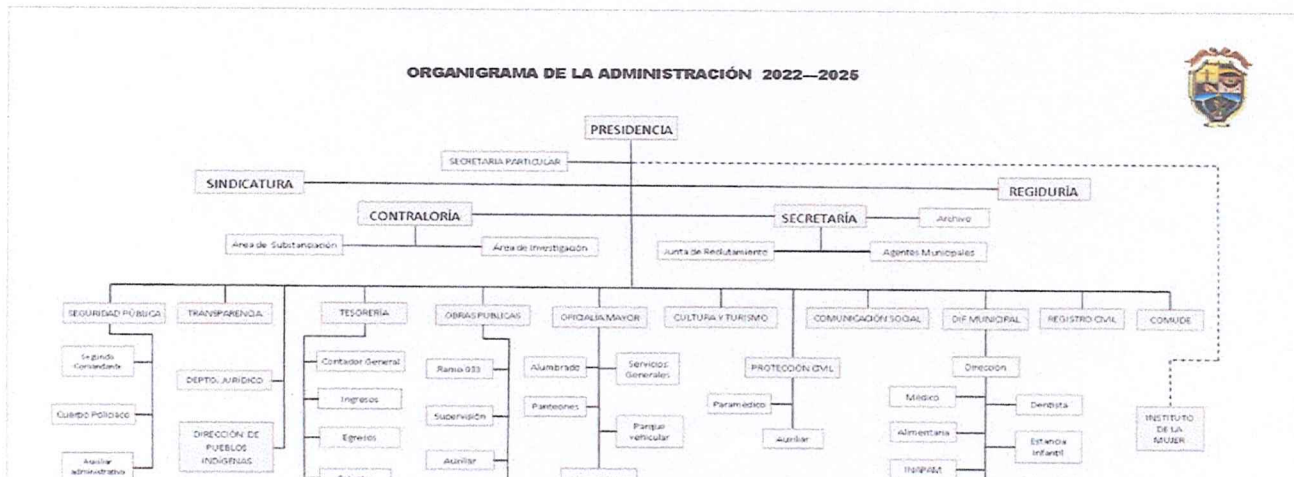 ORGANIGRAMA DE LA ADMINISTRACIÓN 2022—2025
PRESIDENCIA
SECRETARIA PARTICULAR
SINDICATURA
REGIDURÍA
CONTRALORÍA
SECRETARÍA
Archivo
Área de Substanciación
Área de Investigación
Junta de Reclutamiento
Agentes Municipales
SEGURIDAD PÚBLICA
TRANSPARENCIA
TESORERÍA
OBRAS PUBLICAS
OFICIALIA MAYOR
CULTURA Y TURISMO
COMUNICACIÓN SOCIAL
DIF MUNICIPAL
REGISTRO CIVIL
COMUDE
Segundo
Comandante
Cuerpo Policiaco
Auxiliar
administrativo
DEPTO. JURÍDICO
DIRECCIÓN DE
PUEBLOS
INDÍGENAS
Contador General
Ingresos
Egresos
Ramo 033
Supervisión
Auxiliar
Alumbrado
Servicios
Generales
Panteones
Parque
vehicular
PROTECCIÓN CIVIL
Paramédico
Auxiliar
Dirección
Médico
Dentista
Alimentaria
Estancia
Infantil
INAPAM
INSTITUTO
DE LA
MUJER